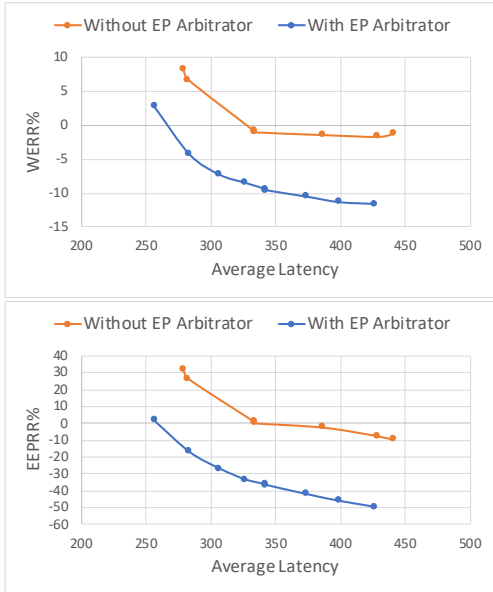 Without EP Arbitrator With EP Arbitrator
10
5
0
-5
-10
-15
WERR%
200 250 300 350 400 450 500
Average Latency
Without EP Arbitrator With EP Arbitrator
40
30
20
10
0
-10
-20
-30
-40
-50
-60
EEPRR%
200 250 300 350 400 450 500
Average Latency